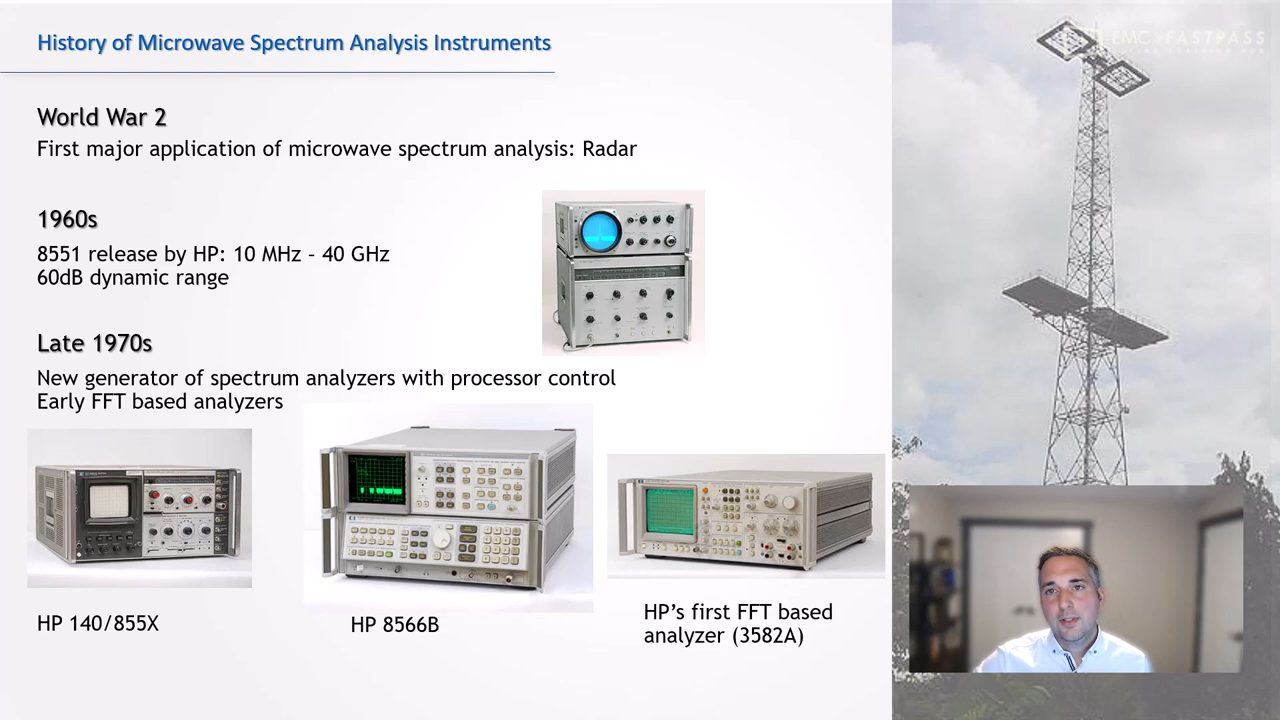 History of Microwave Spectrum Analysis Instruments
EMC FASTPASS
World War 2
First major application of microwave spectrum analysis: Radar
1960s
8551 release by HP: 10 MHz – 40 GHz
60dB dynamic range
Late 1970s
New generator of spectrum analyzers with processor control
Early FFT based analyzers
HP 140/855X
HP 8566B
HP's first FFT based
analyzer (3582A)